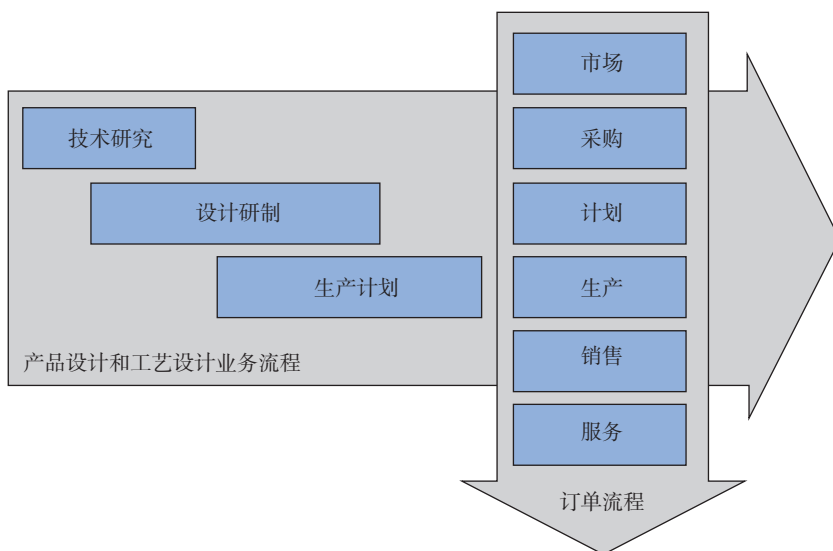 市场
技术研究
采购
设计研制
计划
生产计划
生产
产品设计和工艺设计业务流程
销售
服务
订单流程